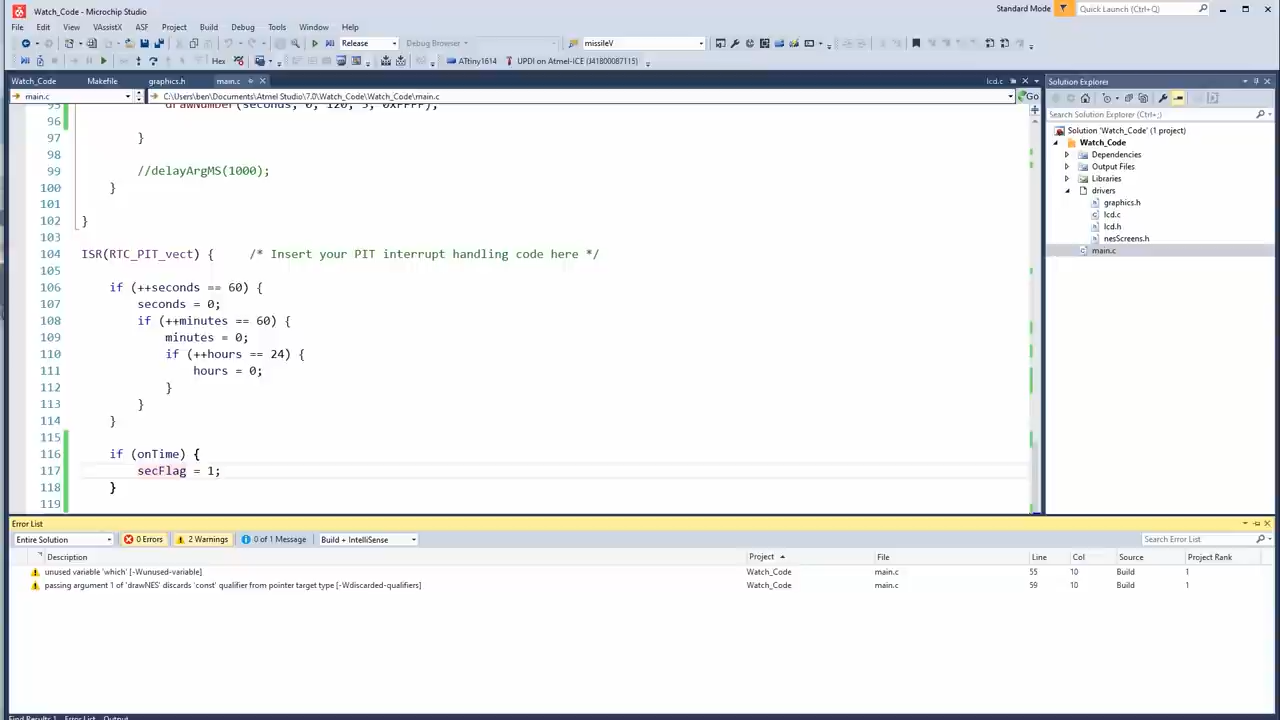 Watch_Code - Microchip Studio
Standard Mode
Quick Launch (Ctrl+Q)
File Edit View VAssistX ASF Project Build Debug Tools Window Help
Release Debug Browser missileV
Hex ATtiny1614 UPDI on Atmel-ICE (J41800087115)
Watch_Code Makefile graphics.h main.c lcd.c
main.c C:\Users\ben\Documents\Atmel Studio\7.0\Watch_Code\Watch_Code\main.c Go
95 drawNumber(seconds, 0, 120, 5, 0xFFFF);
96
97 }
98
99 //delayArgMS(1000);
100 }
101
102 }
103
104 ISR(RTC_PIT_vect) { /* Insert your PIT interrupt handling code here */
105
106 if (++seconds == 60) {
107 seconds = 0;
108 if (++minutes == 60) {
109 minutes = 0;
110 if (++hours == 24) {
111 hours = 0;
112 }
113 }
114 }
115
116 if (onTime) {
117 secFlag = 1;
118 }
119
Solution Explorer
Search Solution Explorer (Ctrl+;)
Solution 'Watch_Code' (1 project)
Watch_Code
Dependencies
Output Files
Libraries
drivers
graphics.h
lcd.c
lcd.h
nesScreens.h
main.c
Error List
Entire Solution 0 Errors 2 Warnings 0 of 1 Message Build + IntelliSense Search Error List
Description Project File Line Col Source Project Rank
unused variable 'which' [-Wunused-variable] Watch_Code main.c 55 10 Build 1
passing argument 1 of 'drawNES' discards 'const' qualifier from pointer target type [-Wdiscarded-qualifiers] Watch_Code main.c 59 10 Build 1
Find Results 1 Error List Output